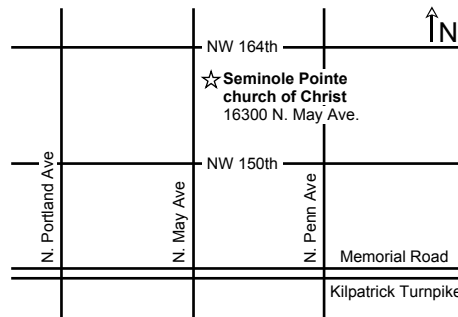 N
NW 164th
Seminole Pointe
church of Christ
16300 N. May Ave.
NW 150th
N. Portland Ave
N. May Ave
N. Penn Ave
Memorial Road
Kilpatrick Turnpike